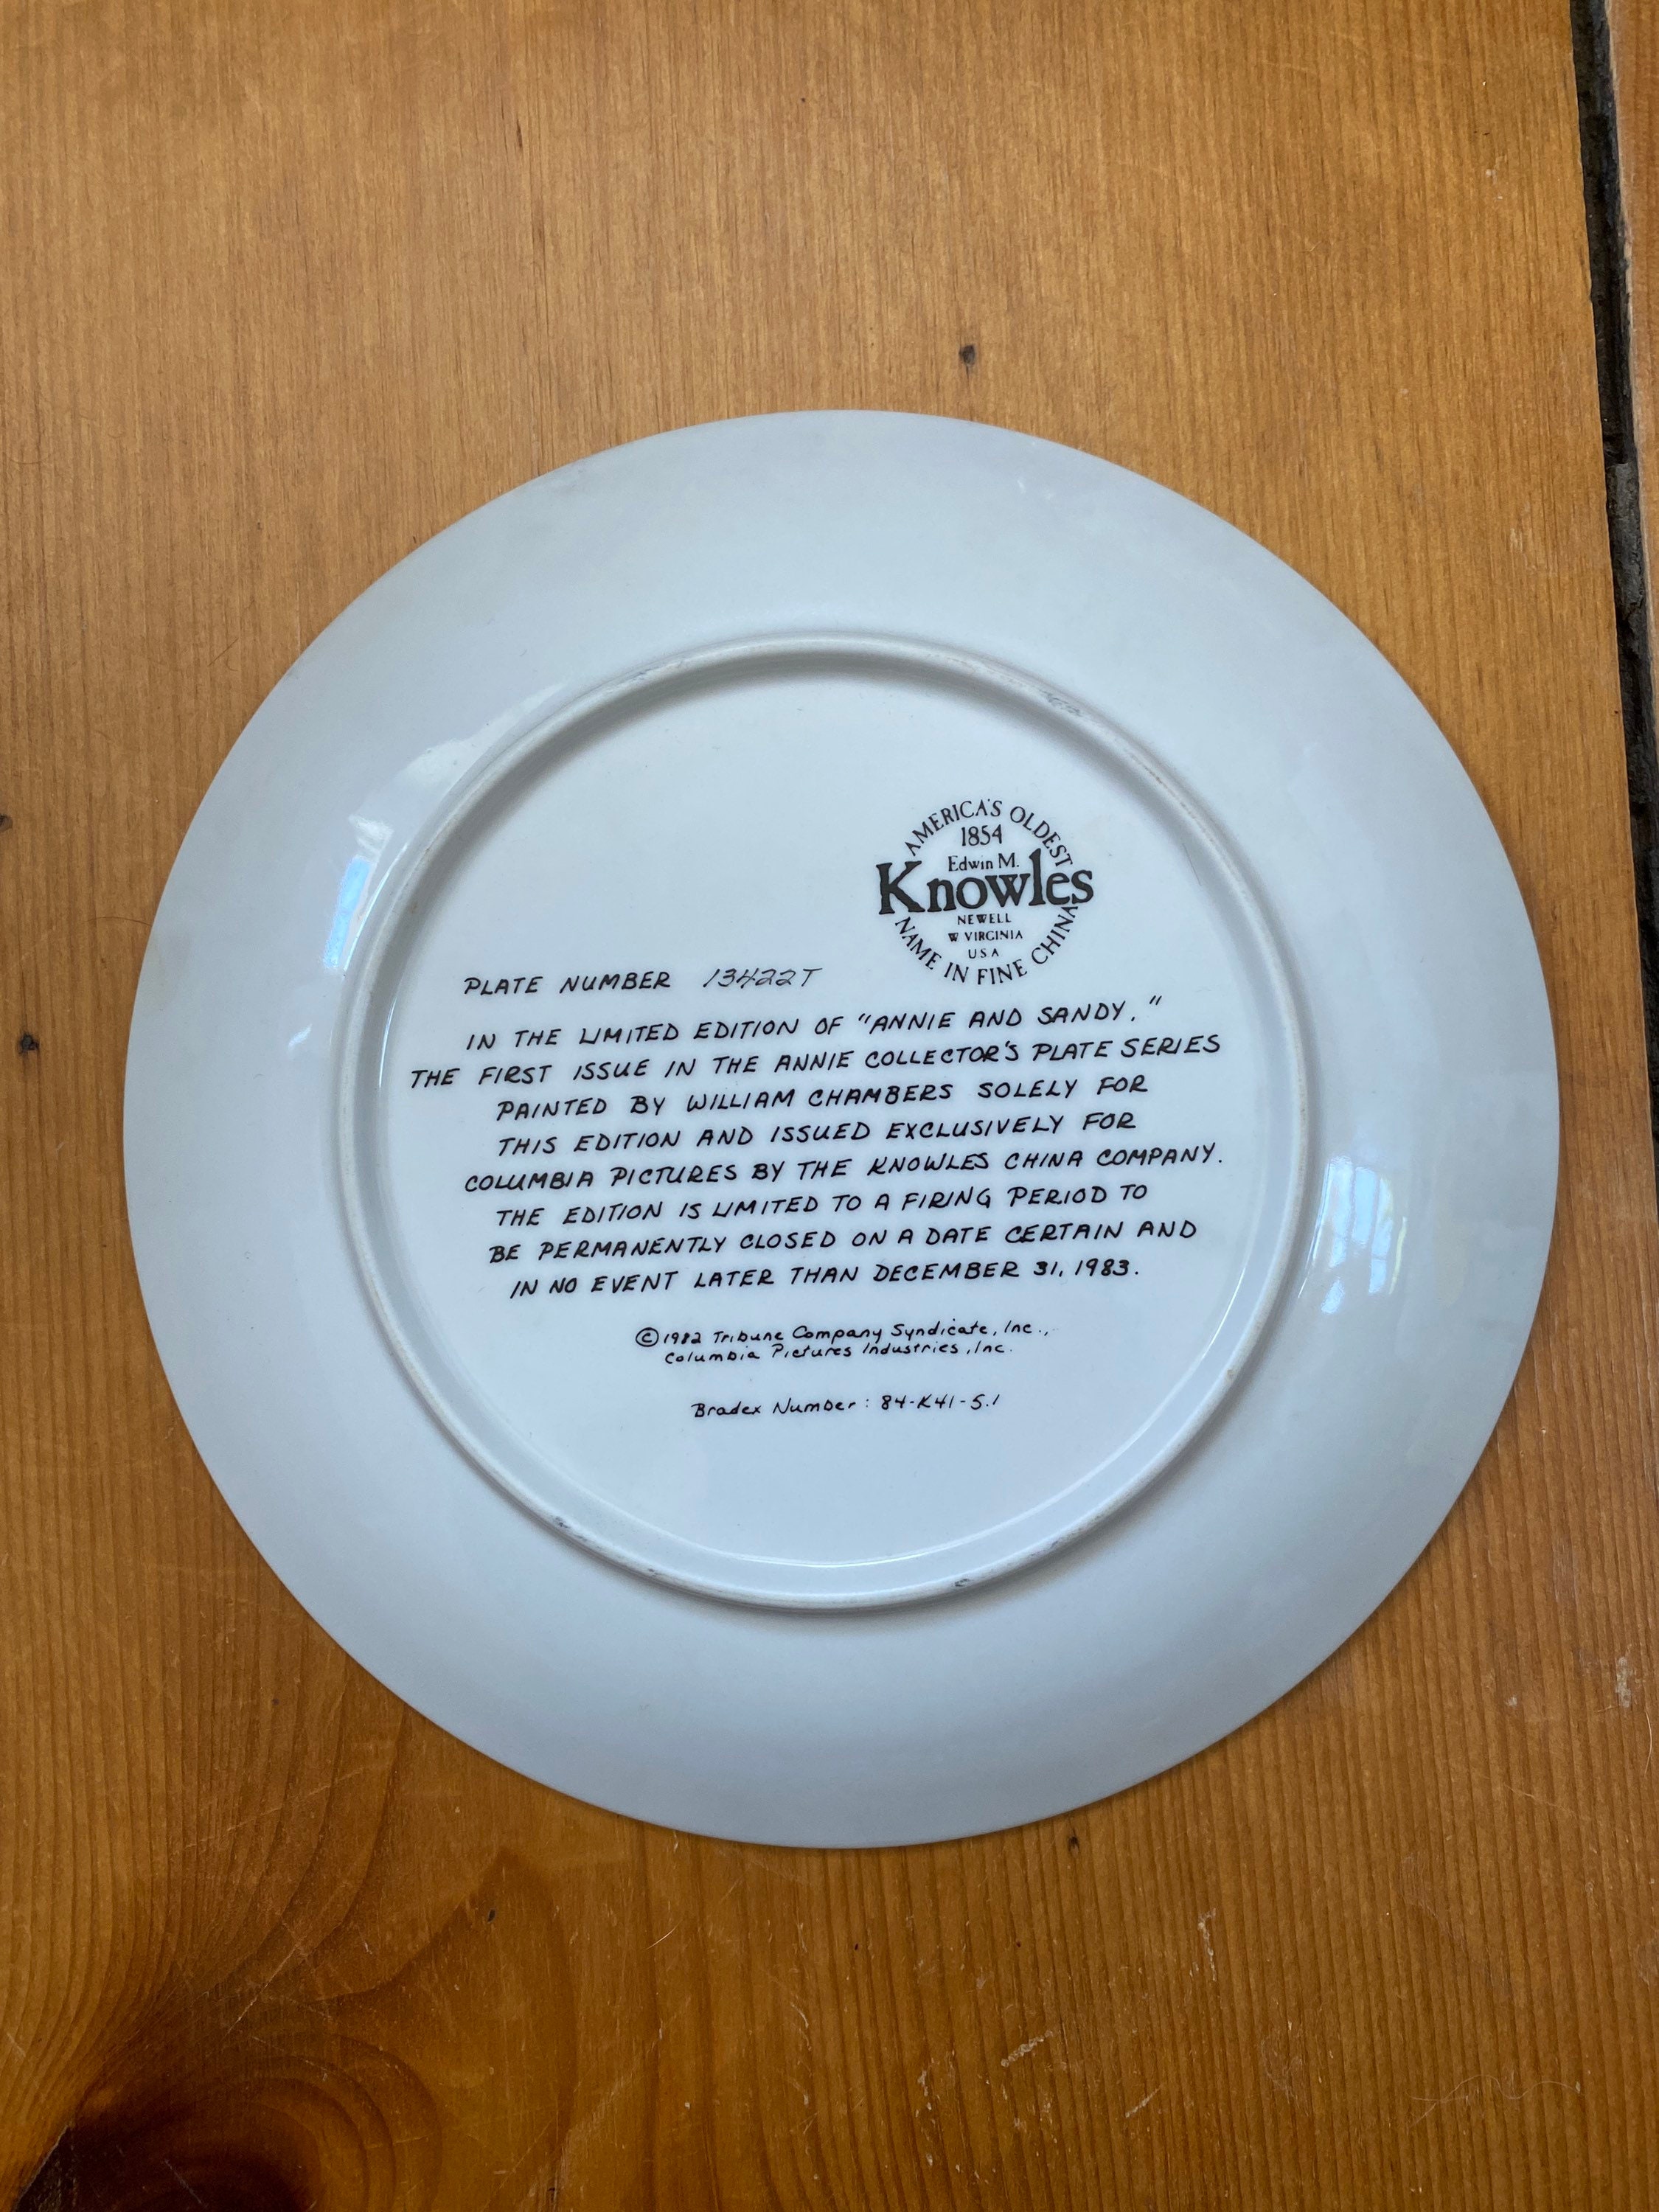 AMERICA'S OLDEST
1854
Edwin M.
Knowles
NEWELL
W VIRGINIA
USA
NAME IN FINE CHINA
PLATE NUMBER 13422T
IN THE LIMITED EDITION OF "ANNIE AND SANDY,"
THE FIRST ISSUE IN THE ANNIE COLLECTOR'S PLATE SERIES
PAINTED BY WILLIAM CHAMBERS SOLELY FOR
THIS EDITION AND ISSUED EXCLUSIVELY FOR
COLUMBIA PICTURES BY THE KNOWLES CHINA COMPANY.
THE EDITION IS LIMITED TO A FIRING PERIOD TO
BE PERMANENTLY CLOSED ON A DATE CERTAIN AND
IN NO EVENT LATER THAN DECEMBER 31, 1983.
©1982 Tribune Company Syndicate, Inc.,
Columbia Pictures Industries, Inc.
Bradex Number: 84-K41-5.1